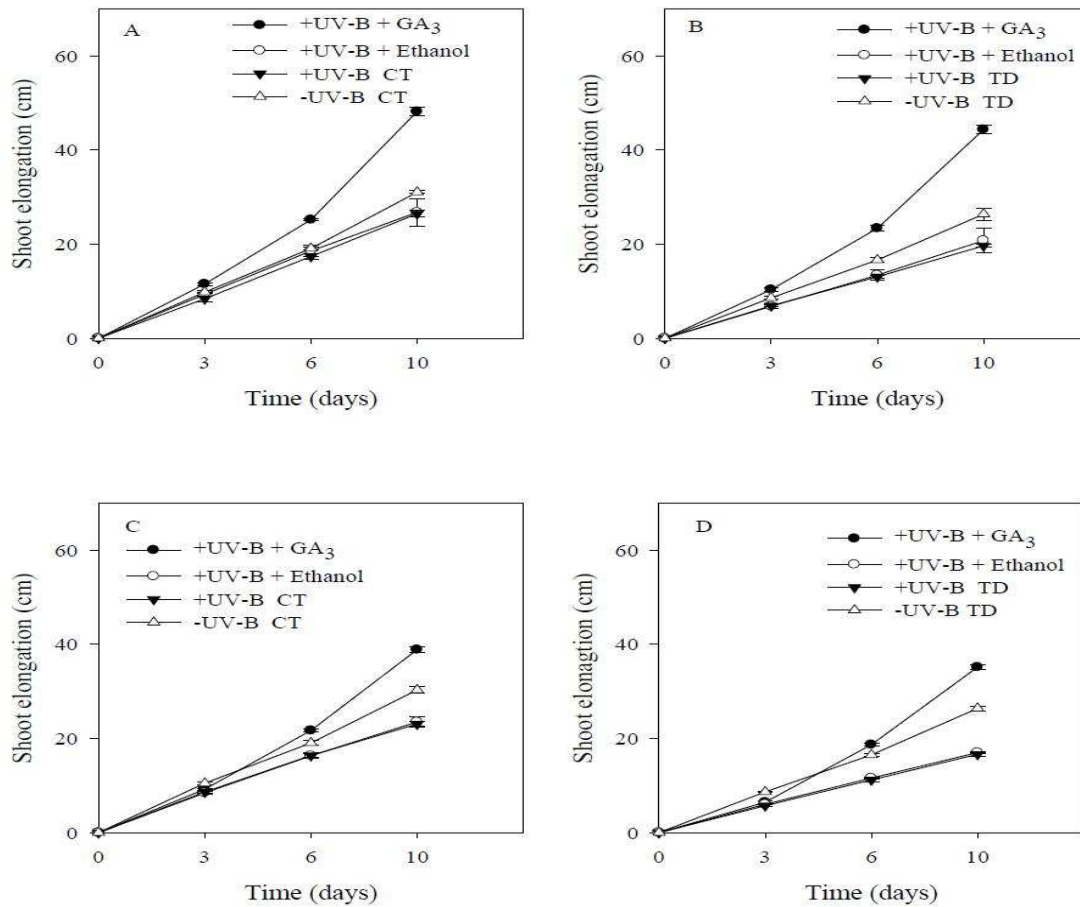 A
+UV-B + GA3
+UV-B + Ethanol
+UV-B CT
-UV-B CT
60
40
20
0
Shoot elongation (cm)
0 3 6 10
Time (days)
B
+UV-B + GA3
+UV-B + Ethanol
+UV-B TD
-UV-B TD
60
40
20
0
Shoot elonagation (cm)
0 3 6 10
Time (days)
C
+UV-B + GA3
+UV-B + Ethanol
+UV-B CT
-UV-B CT
60
40
20
0
Shoot elongation (cm)
0 3 6 10
Time (days)
D
+UV-B + GA3
+UV-B + Ethanol
+UV-B TD
-UV-B TD
60
40
20
0
Shoot elonagtion (cm)
0 3 6 10
Time (days)